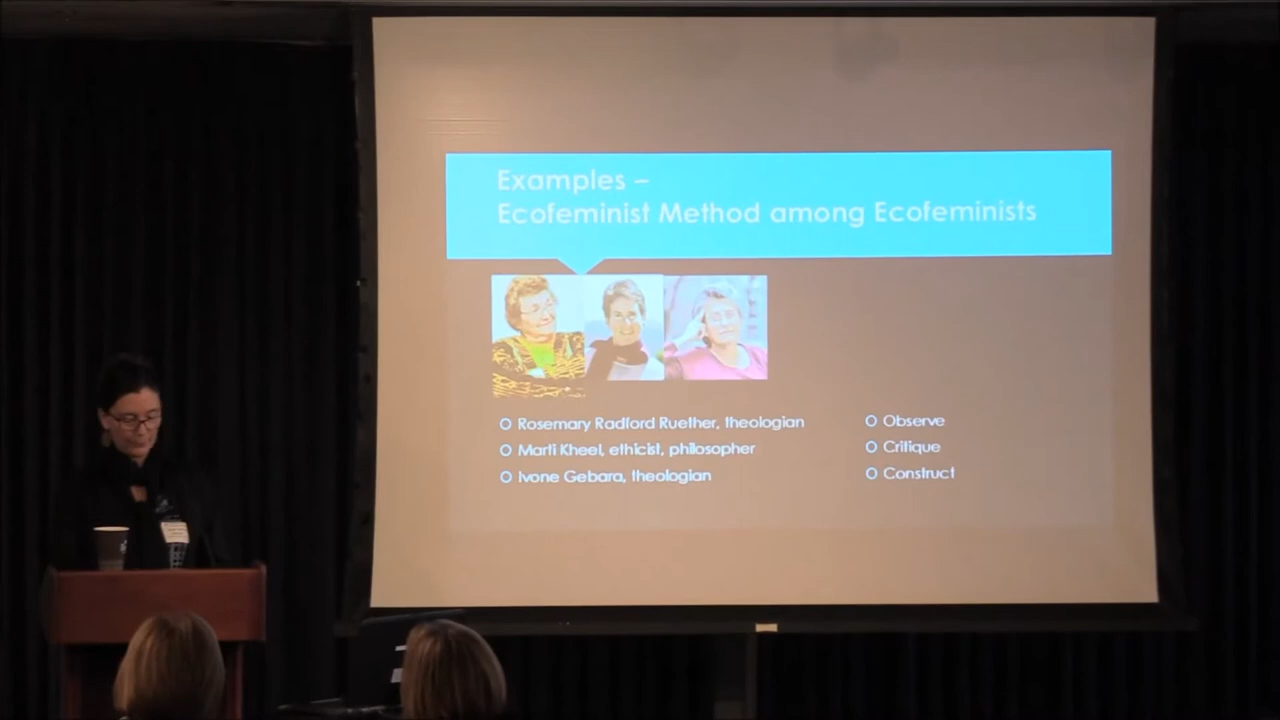 Examples –
Ecofeminist Method among Ecofeminists
Rosemary Radford Ruether, theologian
Marti Kheel, ethicist, philosopher
Ivone Gebara, theologian
Observe
Critique
Construct